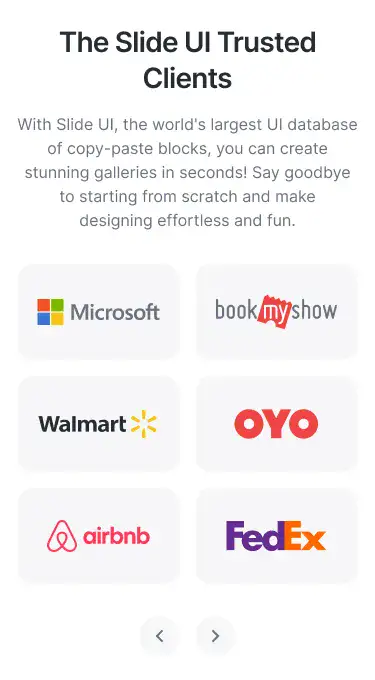 The Slide UI Trusted
Clients
With Slide UI, the world's largest UI database
of copy-paste blocks, you can create
stunning galleries in seconds! Say goodbye
to starting from scratch and make
designing effortless and fun.
Microsoft
bookmyshow
Walmart
OYO
airbnb
FedEx